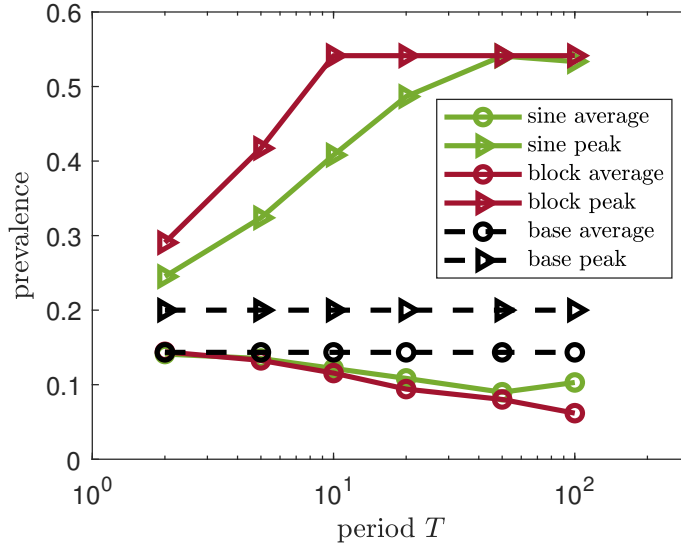 0.6
0.5
0.4
0.3
0.2
0.1
0
prevalence
sine average
sine peak
block average
block peak
base average
base peak
10^0
10^1
10^2
period T